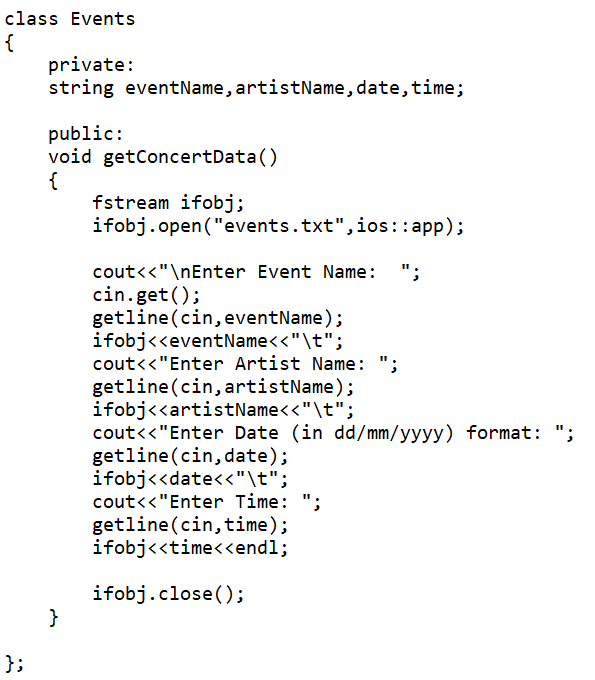 class Events
{
    private:
    string eventName,artistName,date,time;

    public:
    void getConcertData()
    {
        fstream ifobj;
        ifobj.open("events.txt",ios::app);

        cout<<"\nEnter Event Name:  ";
        cin.get();
        getline(cin,eventName);
        ifobj<<eventName<<"\t";
        cout<<"Enter Artist Name: ";
        getline(cin,artistName);
        ifobj<<artistName<<"\t";
        cout<<"Enter Date (in dd/mm/yyyy) format: ";
        getline(cin,date);
        ifobj<<date<<"\t";
        cout<<"Enter Time: ";
        getline(cin,time);
        ifobj<<time<<endl;

        ifobj.close();
    }

};